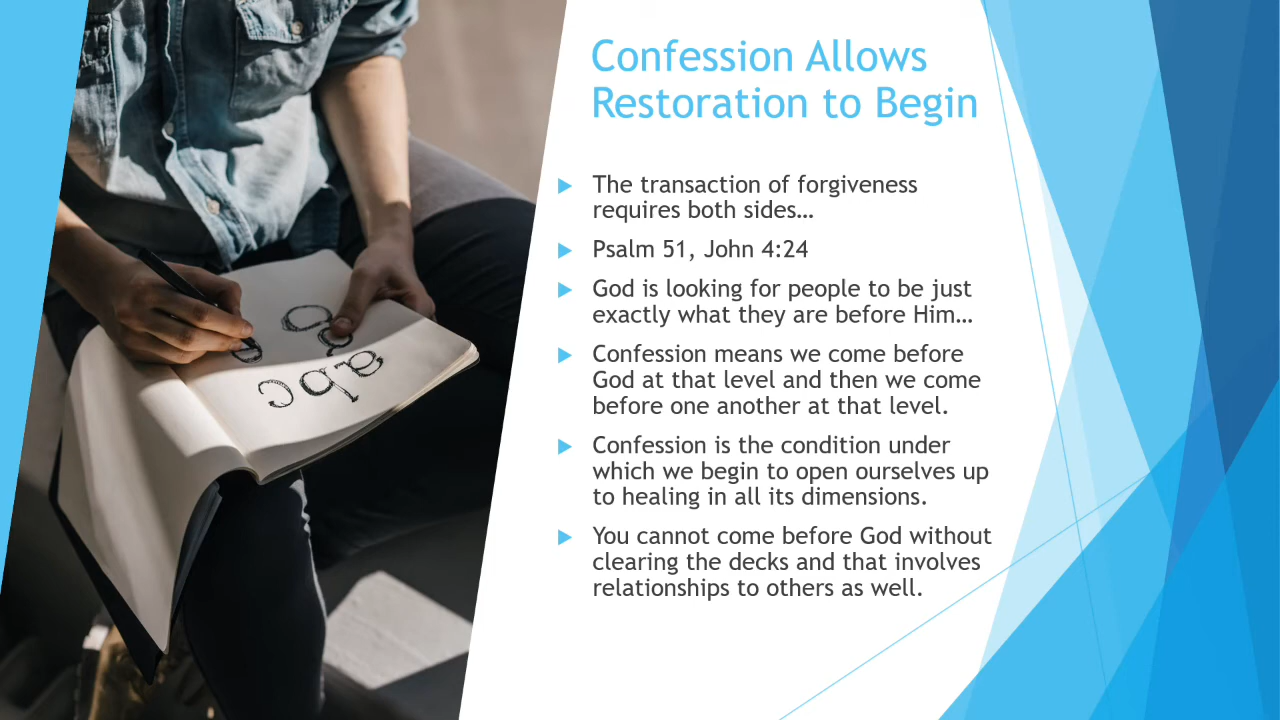 Confession Allows
Restoration to Begin
The transaction of forgiveness
requires both sides…
Psalm 51, John 4:24
God is looking for people to be just
exactly what they are before Him…
Confession means we come before
God at that level and then we come
before one another at that level.
Confession is the condition under
which we begin to open ourselves up
to healing in all its dimensions.
You cannot come before God without
clearing the decks and that involves
relationships to others as well.
abc